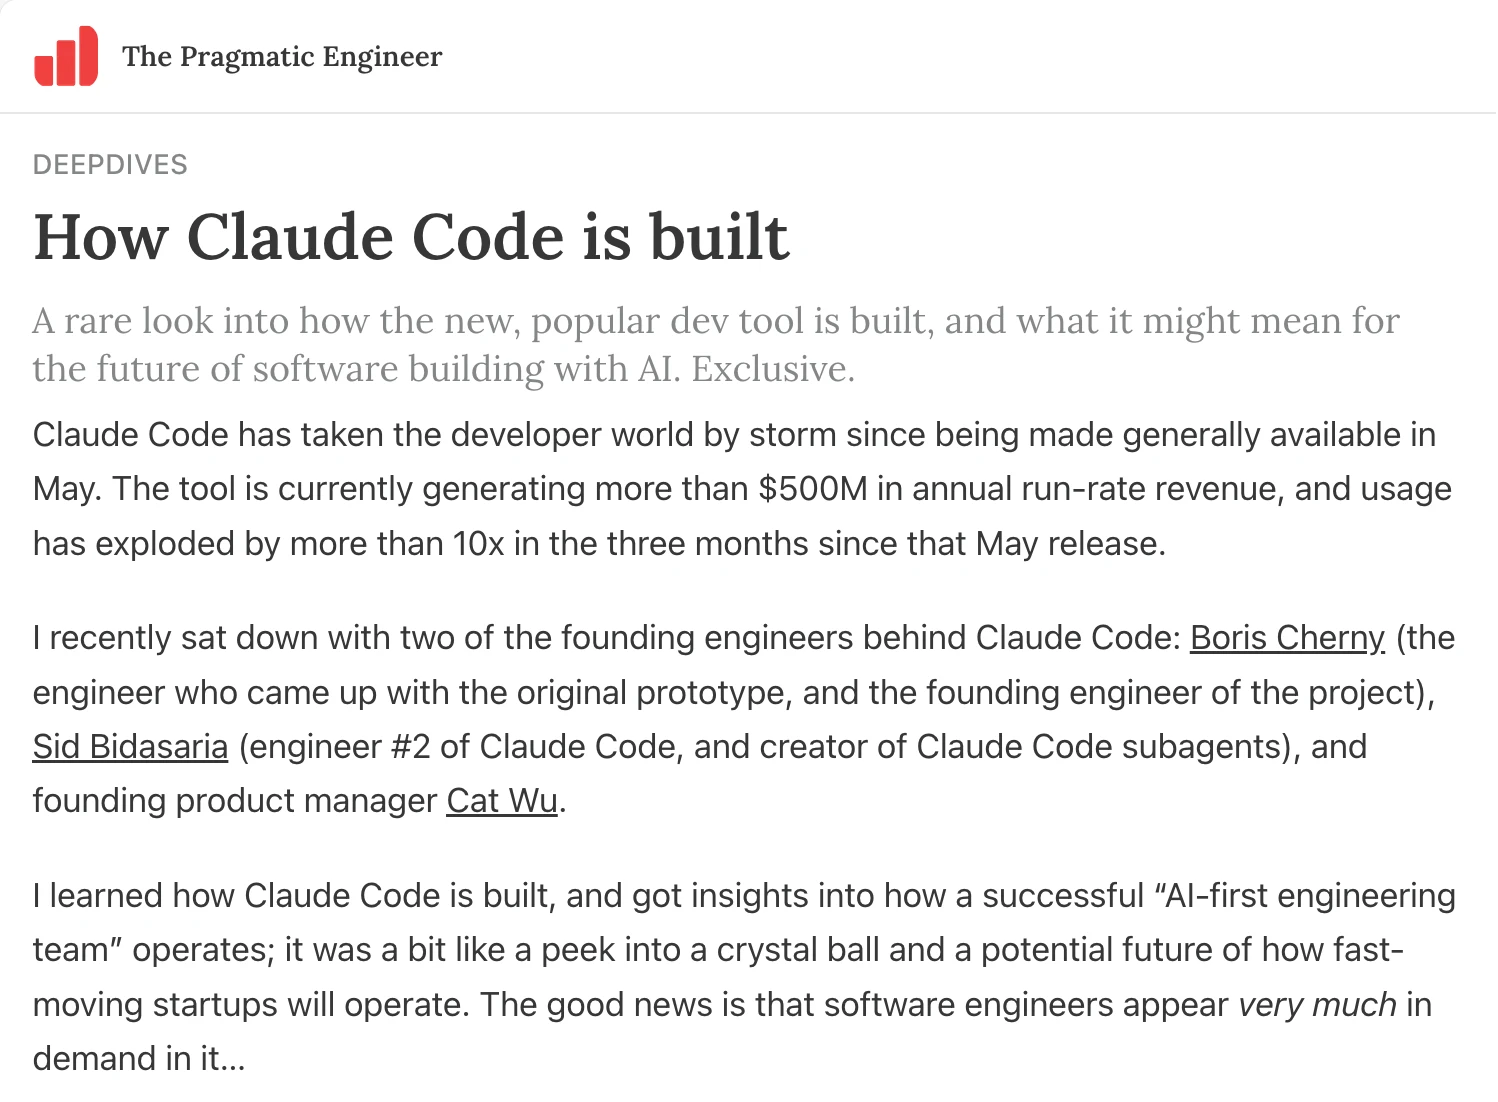 The Pragmatic Engineer
DEEPDIVES
How Claude Code is built
A rare look into how the new, popular dev tool is built, and what it might mean for
the future of software building with AI. Exclusive.
Claude Code has taken the developer world by storm since being made generally available in
May. The tool is currently generating more than $500M in annual run-rate revenue, and usage
has exploded by more than 10x in the three months since that May release.
I recently sat down with two of the founding engineers behind Claude Code: Boris Cherny (the
engineer who came up with the original prototype, and the founding engineer of the project),
Sid Bidasaria (engineer #2 of Claude Code, and creator of Claude Code subagents), and
founding product manager Cat Wu.
I learned how Claude Code is built, and got insights into how a successful “AI-first engineering
team” operates; it was a bit like a peek into a crystal ball and a potential future of how fast-
moving startups will operate. The good news is that software engineers appear very much in
demand in it...